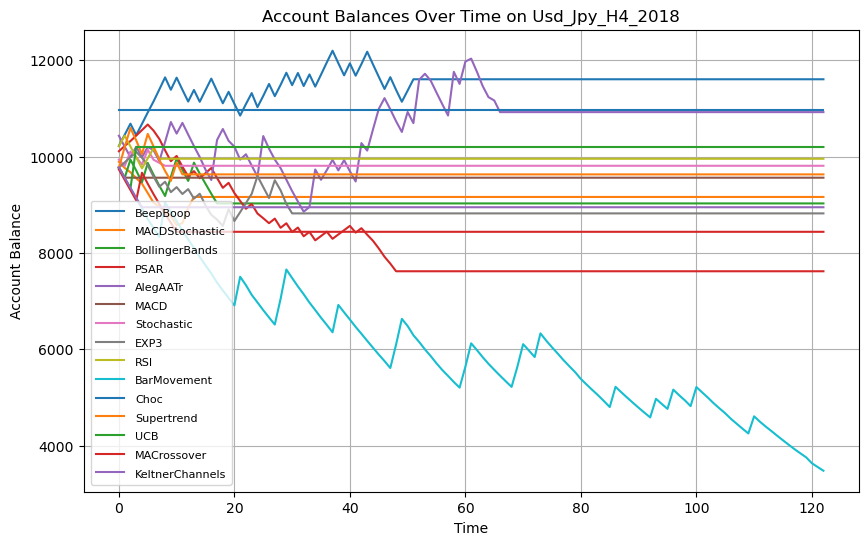 Account Balances Over Time on Usd_Jpy_H4_2018
12000
10000
8000
6000
4000
Account Balance
BeepBoop
MACDStochastic
BollingerBands
PSAR
AlegAATr
MACD
Stochastic
EXP3
RSI
BarMovement
Choc
Supertrend
UCB
MACrossover
KeltnerChannels
0 20 40 60 80 100 120
Time